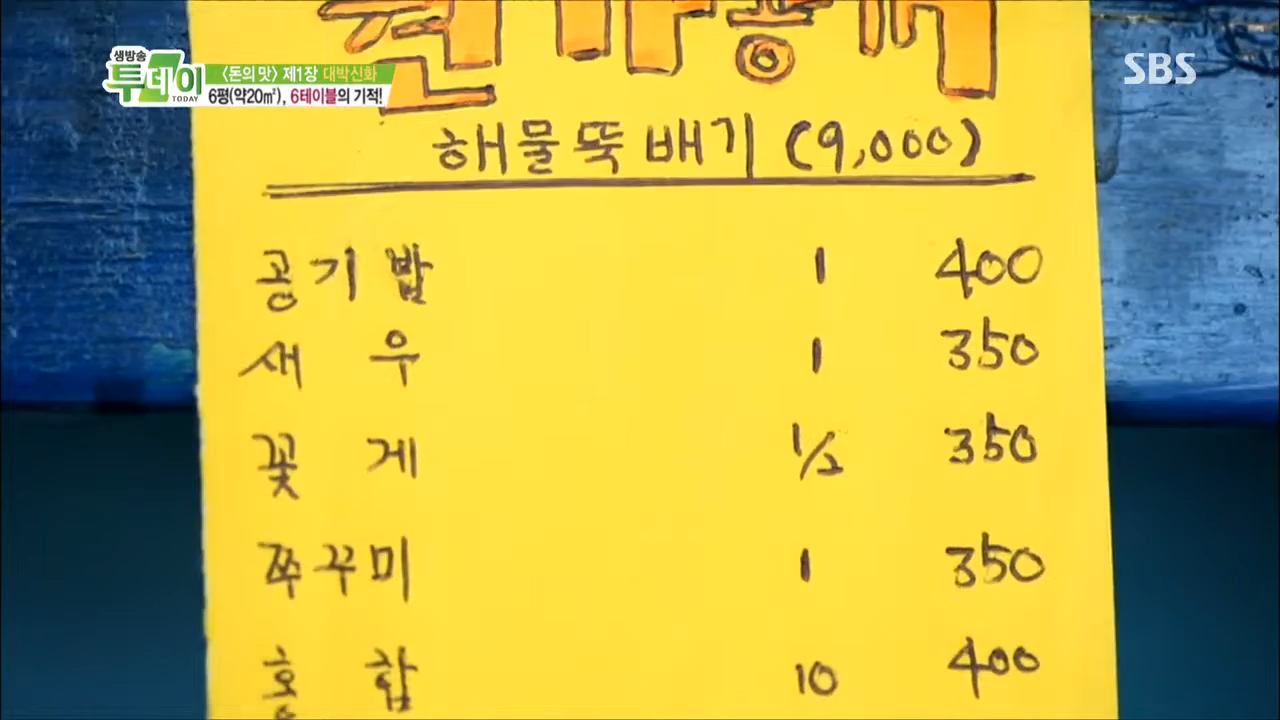 생방송 투데이 TODAY
<돈의 맛> 제1장 대박신화
6평(약20㎡), 6테이블의 기적!
SBS
해물뚝배기 (9,000)
공기밥 1 400
새우 1 350
꽃게 1/2 350
쭈꾸미 1 350
홍합 10 400